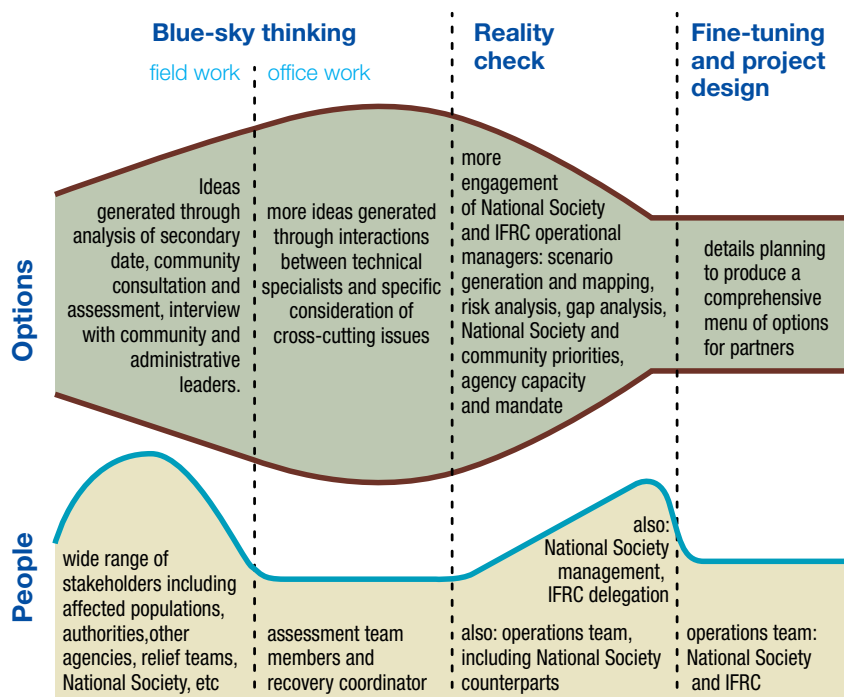 Blue-sky thinking
field work
office work
Reality
check
Fine-tuning
and project
design
Options
Ideas
generated through
analysis of secondary
date, community
consultation and
assessment, interview
with community and
administrative
leaders.
more ideas generated
through interactions
between technical
specialists and specific
consideration of
cross-cutting issues
more
engagement
of National Society
and IFRC operational
managers: scenario
generation and mapping,
risk analysis, gap analysis,
National Society and
community priorities,
agency capacity
and mandate
details planning
to produce a
comprehensive
menu of options
for partners
People
wide range of
stakeholders including
affected populations,
authorities,other
agencies, relief teams,
National Society, etc
assessment team
members and
recovery coordinator
also:
National Society
management,
IFRC delegation
also: operations team,
including National Society
counterparts
operations team:
National Society
and IFRC